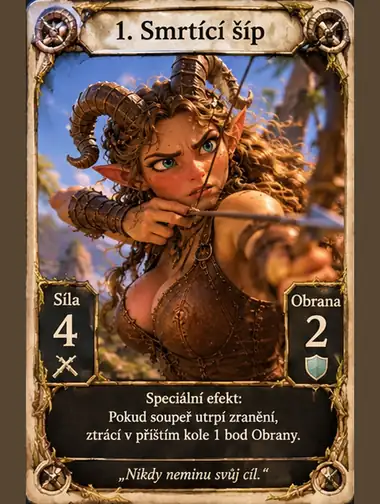 1. Smrtící šíp
Síla
4
Obrana
2
Speciální efekt:
Pokud soupeř utrpí zranění,
ztrácí v příštím kole 1 bod Obrany.
„Nikdy neminu svůj cíl.“